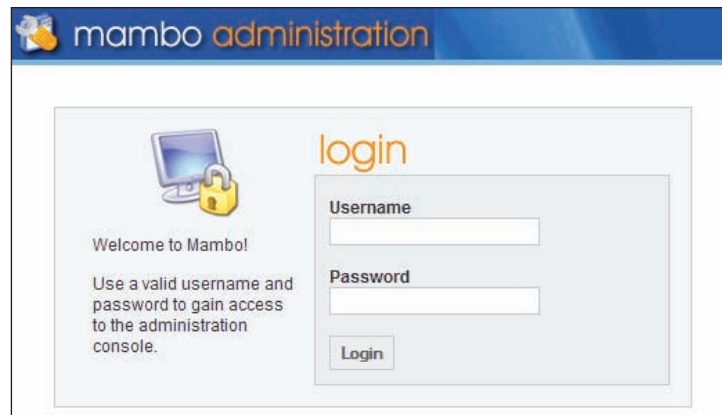 mambo administration
login
Username
Password
Login
Welcome to Mambo!
Use a valid username and
password to gain access
to the administration
console.